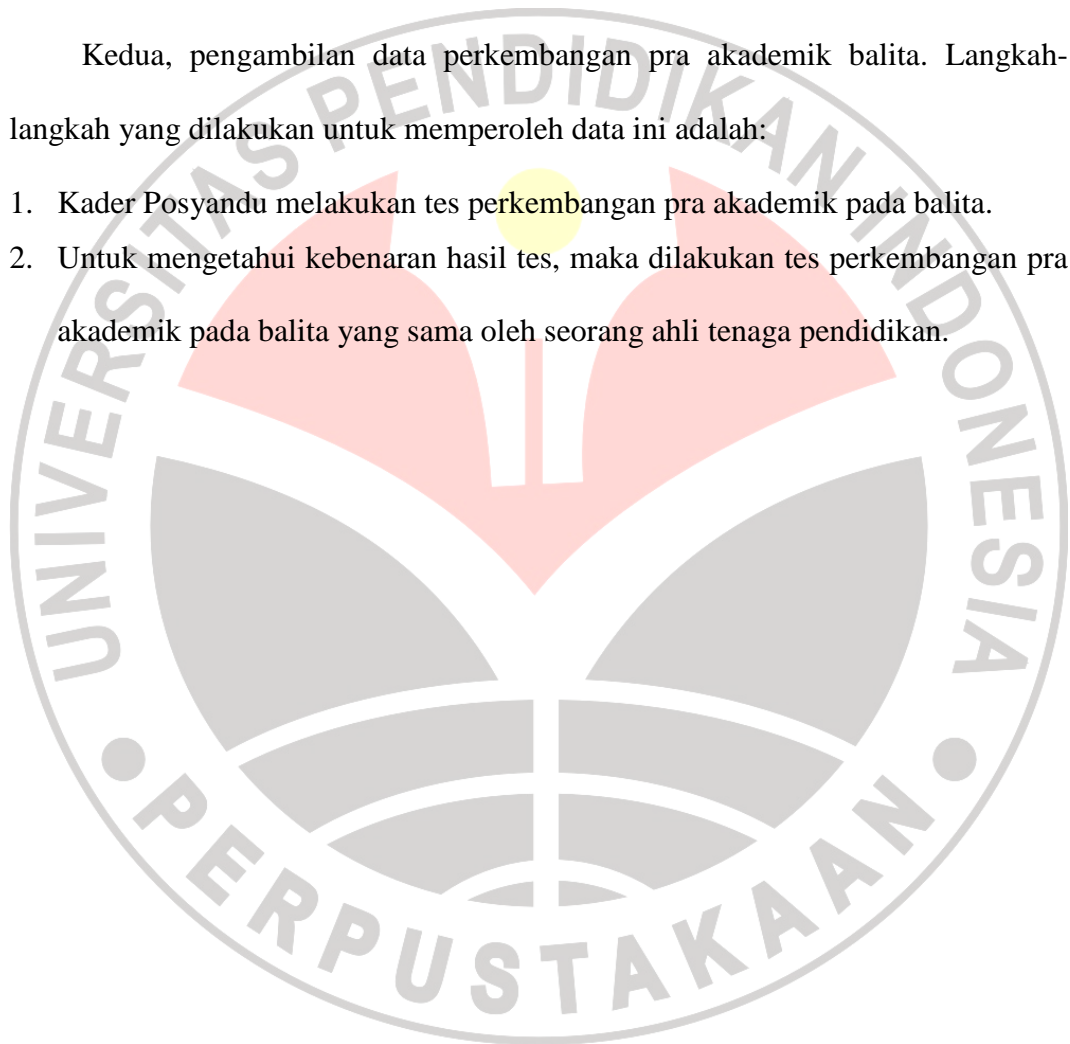 Kedua, pengambilan data perkembangan pra akademik balita. Langkah-
langkah yang dilakukan untuk memperoleh data ini adalah:
1. Kader Posyandu melakukan tes perkembangan pra akademik pada balita.
2. Untuk mengetahui kebenaran hasil tes, maka dilakukan tes perkembangan pra
akademik pada balita yang sama oleh seorang ahli tenaga pendidikan.
UNIVERSITAS PENDIDIKAN INDONESIA
PERPUSTAKAAN